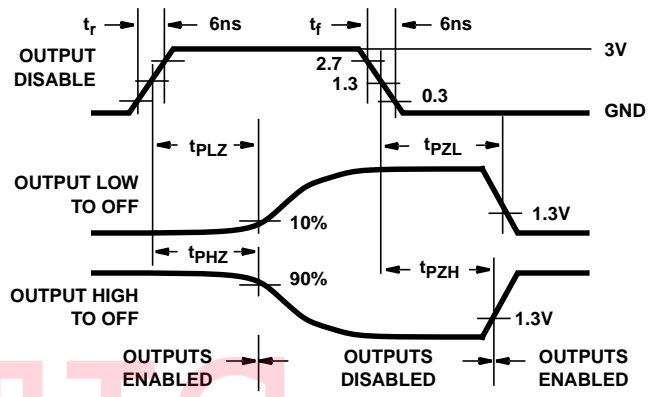 tr 6ns tf 6ns
OUTPUT
DISABLE
3V
2.7
1.3
0.3
GND
tPLZ tPZL
OUTPUT LOW
TO OFF
10%
1.3V
tPHZ tPZH
90%
OUTPUT HIGH
TO OFF
1.3V
OUTPUTS
ENABLED
OUTPUTS
DISABLED
OUTPUTS
ENABLED